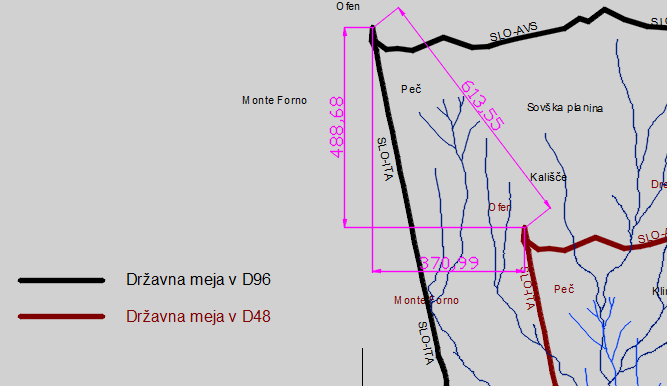 Ofen
SLO-AVS
Peč
613,55
Monte Forno
488,68
Sovška planina
SLO-ITA
Kališče
Ofen
370,99
SLO-ITA
Peč
Monte Forno
SLO-ITA
Državna meja v D96
Državna meja v D48